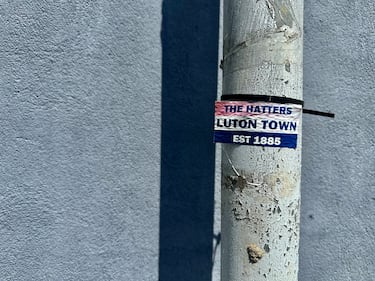 THE HATTERS
LUTON TOWN
EST 1885